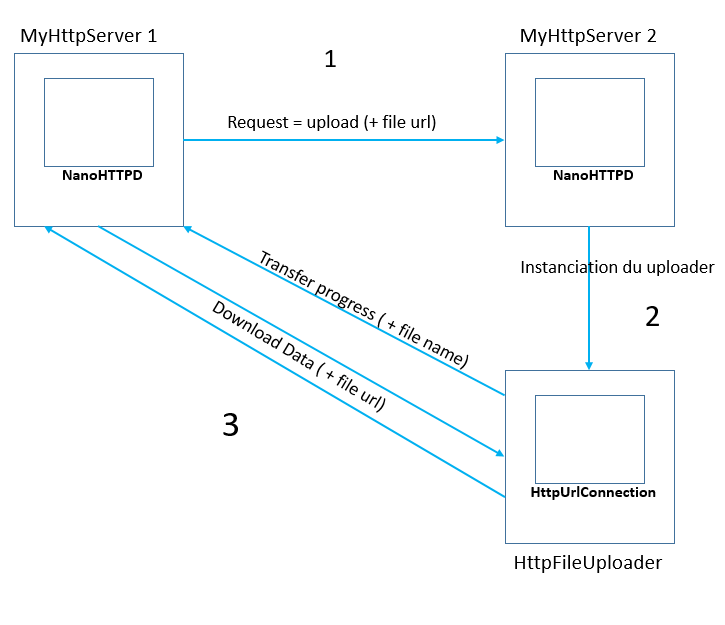 MyHttpServer 1
MyHttpServer 2
1
Request = upload (+ file url)
NanoHTTPD
NanoHTTPD
Transfer progress ( + file name)
Instanciation du uploader
2
Download Data ( + file url)
3
HttpUrlConnection
HttpFileUploader